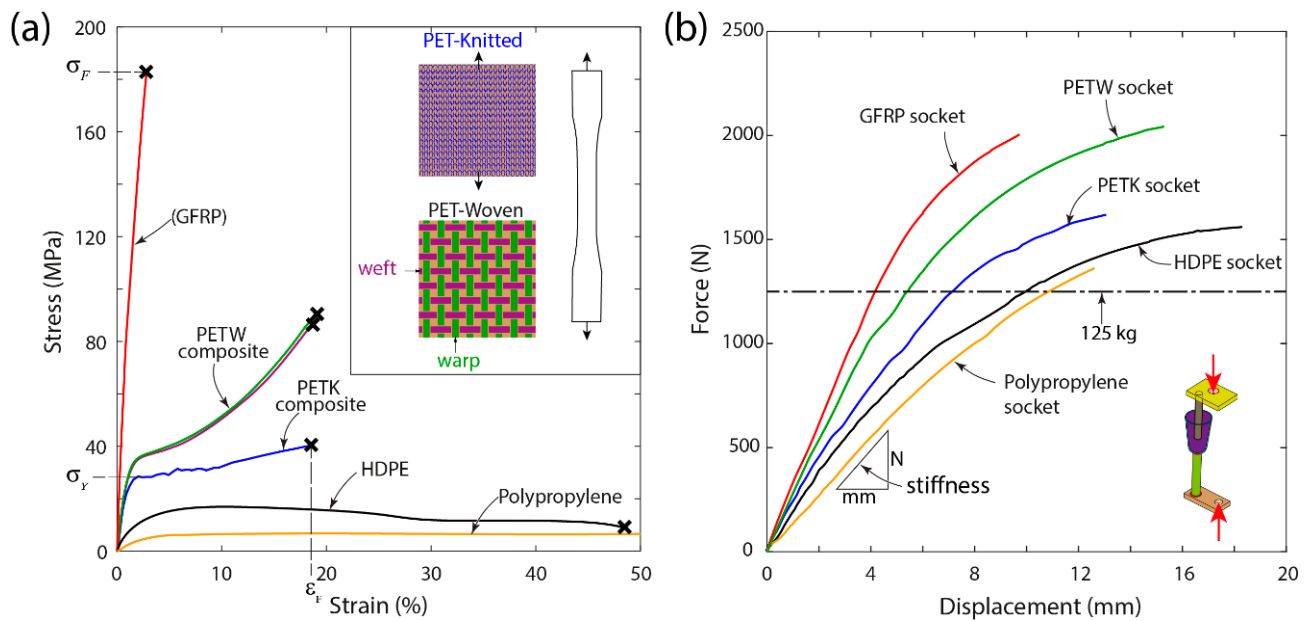 (a)
200
160
120
80
40
0
Stress (MPa)
σF
σY
(GFRP)
PETW
composite
PETK
composite
HDPE
Polypropylene
PET-Knitted
PET-Woven
weft
warp
0
10
20
30
40
50
εF
Strain (%)
(b)
2500
2000
1500
1000
500
0
Force (N)
GFRP socket
PETW socket
PETK socket
HDPE socket
125 kg
Polypropylene
socket
N
mm
stiffness
0
4
8
12
16
20
Displacement (mm)